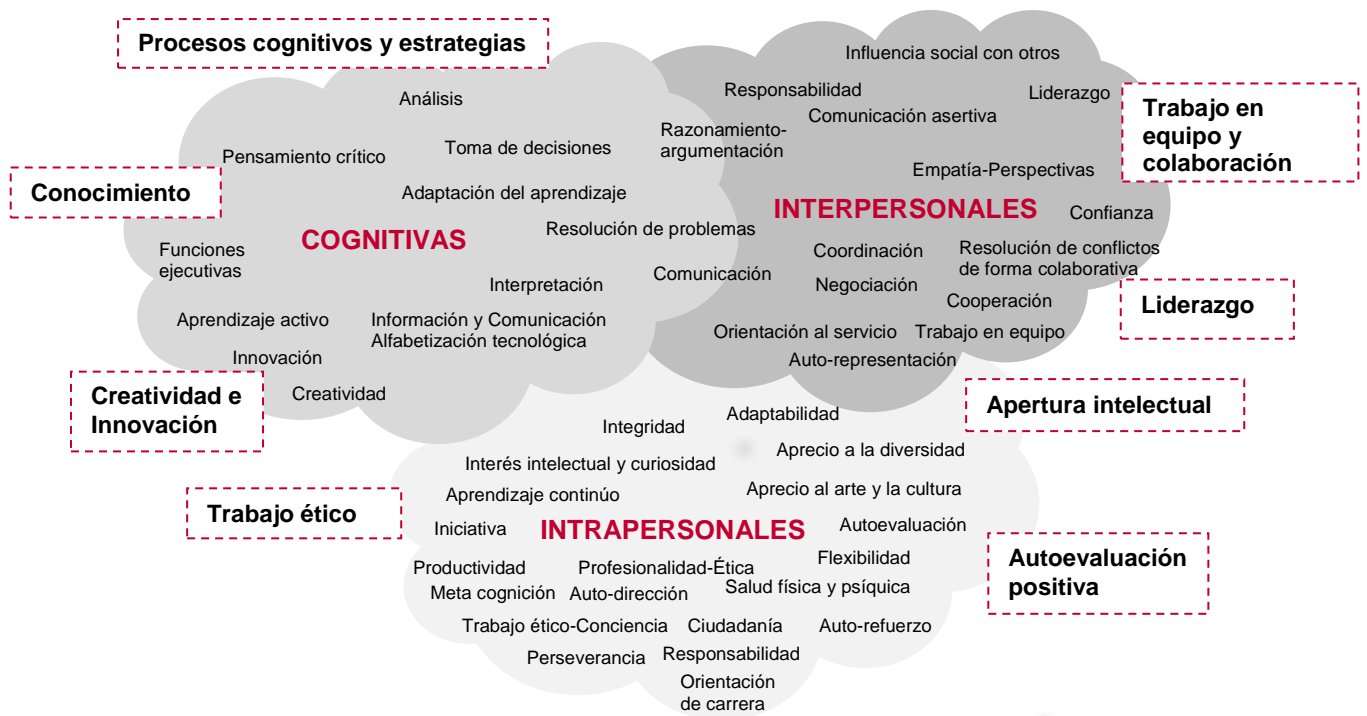 Procesos cognitivos y estrategias
Análisis
Pensamiento crítico
Toma de decisiones
Conocimiento
Adaptación del aprendizaje
COGNITIVAS
Resolución de problemas
Funciones
ejecutivas
Interpretación
Aprendizaje activo
Información y Comunicación
Alfabetización tecnológica
Innovación
Creatividad
Creatividad e
Innovación
Influencia social con otros
Responsabilidad
Liderazgo
Comunicación asertiva
Razonamiento-
argumentación
Trabajo en
equipo y
colaboración
Empatía-Perspectivas
INTERPERSONALES
Confianza
Coordinación
Resolución de conflictos
de forma colaborativa
Comunicación
Negociación
Cooperación
Liderazgo
Orientación al servicio
Trabajo en equipo
Auto-representación
Apertura intelectual
Adaptabilidad
Integridad
Aprecio a la diversidad
Interés intelectual y curiosidad
Aprendizaje continúo
Aprecio al arte y la cultura
Trabajo ético
Iniciativa
INTRAPERSONALES
Autoevaluación
Flexibilidad
Autoevaluación
positiva
Productividad
Profesionalidad-Ética
Meta cognición
Auto-dirección
Salud física y psíquica
Trabajo ético-Conciencia
Ciudadanía
Auto-refuerzo
Perseverancia
Responsabilidad
Orientación
de carrera